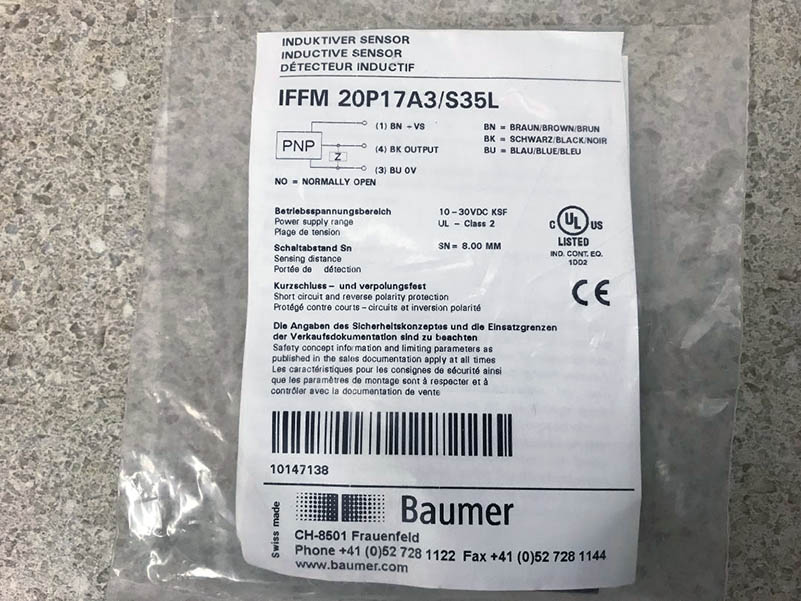 INDUKTIVER SENSOR
INDUCTIVE SENSOR
DÉTECTEUR INDUCTIF
IFFM 20P17A3/S35L
PNP
Z
(1) BN +VS
(4) BK OUTPUT
(3) BU 0V
BN = BRAUN/BROWN/BRUN
BK = SCHWARZ/BLACK/NOIR
BU = BLAU/BLUE/BLEU
NO = NORMALLY OPEN
Betriebsspannungsbereich 10-30VDC KSF
Power supply range UL - Class 2
Plage de tension
Schaltabstand Sn SN = 8.00 MM
Sensing distance
Portée de détection
C UL US
LISTED
IND. CONT. EQ.
1DD2
Kurzschluss- und verpolungsfest
Short circuit and reverse polarity protection
Protégé contre courts-circuits et inversion polarité
CE
Die Angaben des Sicherheitskonzeptes und die Einsatzgrenzen
der Verkaufsdokumentation sind zu beachten
Safety concept information and limiting parameters as
published in the sales documentation apply at all times
Les caractéristiques pour les consignes de sécurité ainsi
que les paramètres de montage sont à respecter et à
contrôler avec la documentation de vente
10147138
Swiss made
Baumer
CH-8501 Frauenfeld
Phone +41 (0)52 728 1122 Fax +41 (0)52 728 1144
www.baumer.com